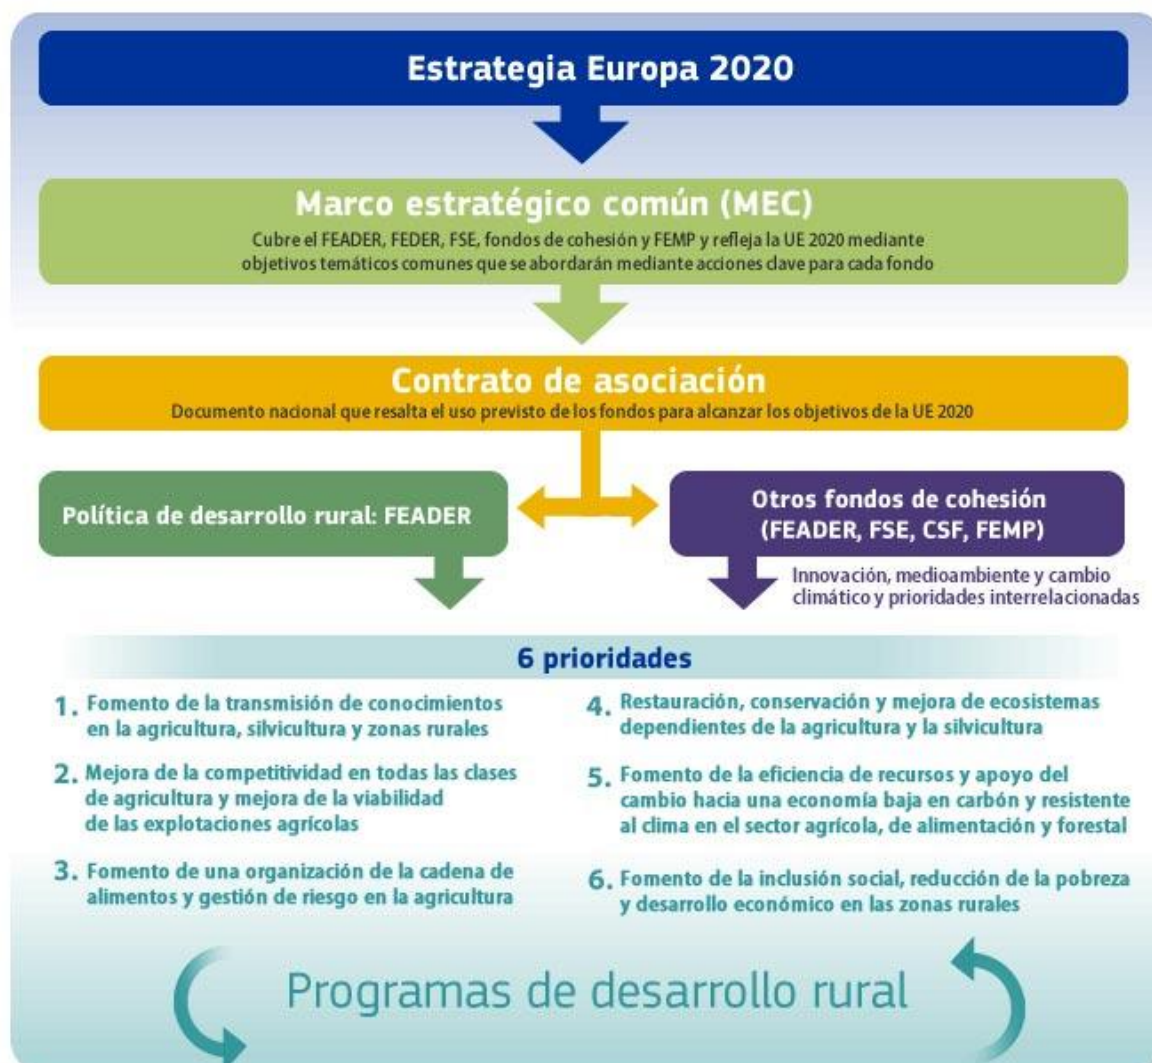 Estrategia Europa 2020
Marco estratégico común (MEC)
Cubre el FEADER, FEDER, FSE, fondos de cohesión y FEMP y refleja la UE 2020 mediante
objetivos temáticos comunes que se abordarán mediante acciones clave para cada fondo
Contrato de asociación
Documento nacional que resalta el uso previsto de los fondos para alcanzar los objetivos de la UE 2020
Política de desarrollo rural: FEADER
Otros fondos de cohesión
(FEADER, FSE, CSF, FEMP)
Innovación, medioambiente y cambio
climático y prioridades interrelacionadas
6 prioridades
1. Fomento de la transmisión de conocimientos
en la agricultura, silvicultura y zonas rurales
2. Mejora de la competitividad en todas las clases
de agricultura y mejora de la viabilidad
de las explotaciones agrícolas
3. Fomento de una organización de la cadena de
alimentos y gestión de riesgo en la agricultura
4. Restauración, conservación y mejora de ecosistemas
dependientes de la agricultura y la silvicultura
5. Fomento de la eficiencia de recursos y apoyo del
cambio hacia una economía baja en carbón y resistente
al clima en el sector agrícola, de alimentación y forestal
6. Fomento de la inclusión social, reducción de la pobreza
y desarrollo económico en las zonas rurales
Programas de desarrollo rural